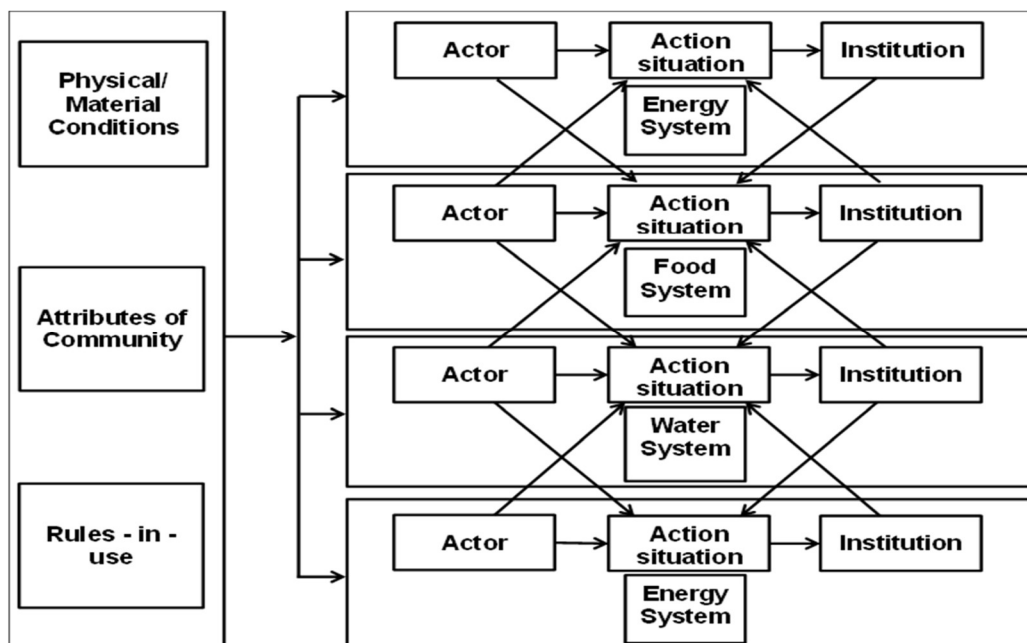 Physical/
Material
Conditions
Attributes of
Community
Rules - in -
use
Actor
Action
situation
Institution
Energy
System
Actor
Action
situation
Institution
Food
System
Actor
Action
situation
Institution
Water
System
Actor
Action
situation
Institution
Energy
System